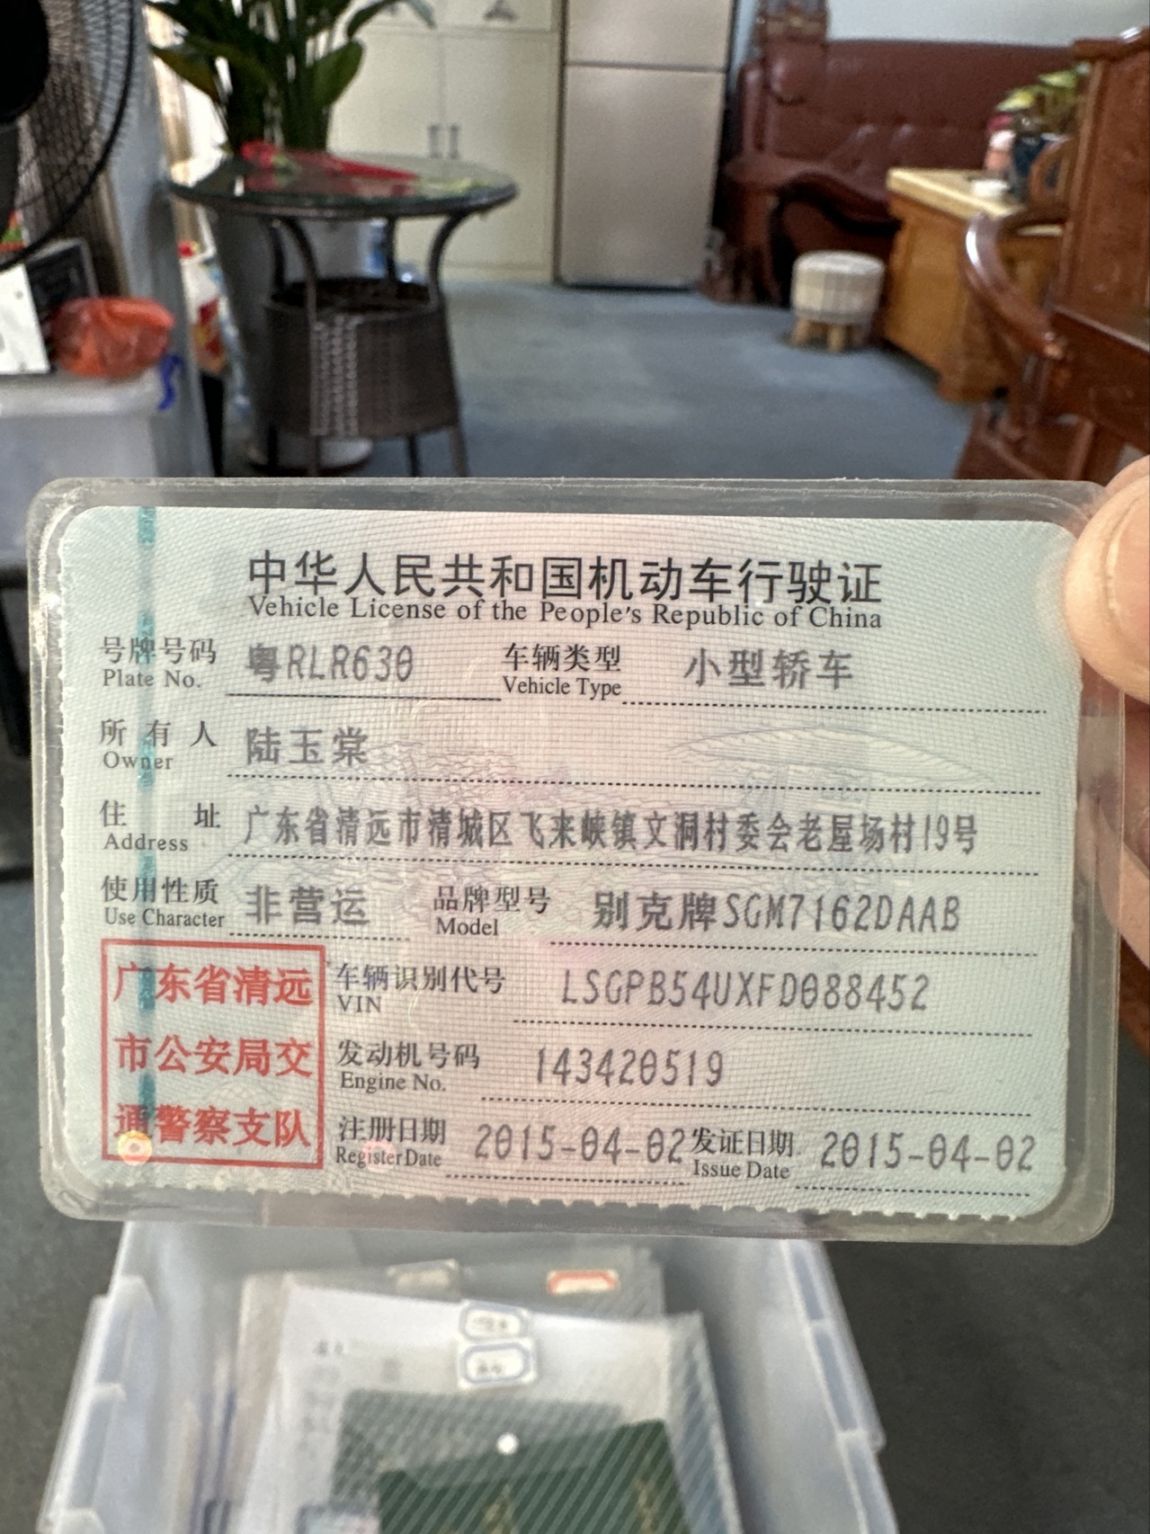 中华人民共和国机动车行驶证
Vehicle License of the People's Republic of China
号牌号码 粤RLR630 车辆类型 小型轿车
Plate No. Vehicle Type
所有人 陆玉棠
Owner
住址 广东省清远市清城区飞来峡镇文洞村委会老屋场村19号
Address
使用性质 非营运 品牌型号 别克牌SGM7162DAAB
Use Character Model
广东省清远
市公安局交
通警察支队
车辆识别代号 LSGPB54UXFD088452
VIN
发动机号码 143420519
Engine No.
注册日期 2015-04-02 发证日期 2015-04-02
Register Date Issue Date